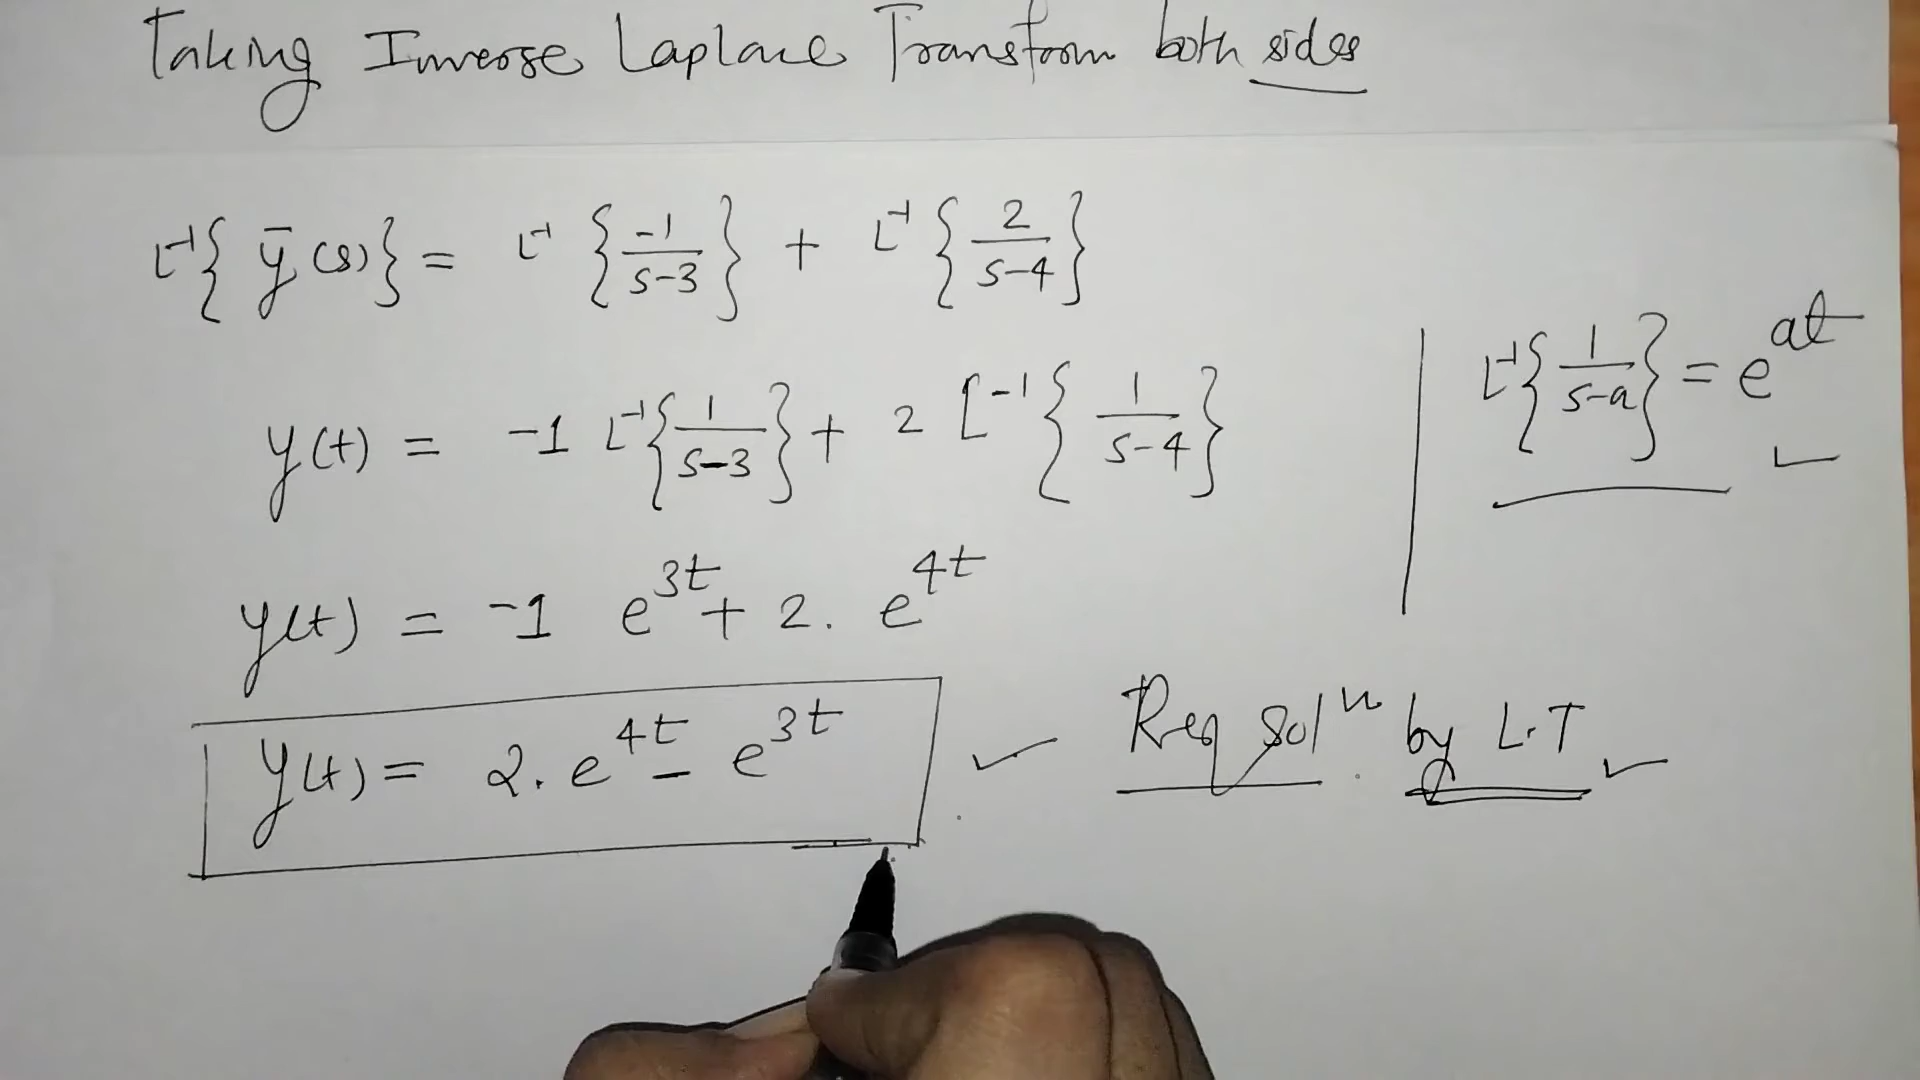 Taking Inverse Laplace Transform both sides
L⁻¹{ ȳ(s)} = L⁻¹ {-1/(s-3)} + L⁻¹ {2/(s-4)}
L⁻¹{1/(s-a)} = e^at
y(t) = -1 L⁻¹{1/(s-3)} + 2 L⁻¹{1/(s-4)}
y(t) = -1 e^3t + 2. e^4t
y(t) = 2. e^4t - e^3t
Req solⁿ by L.T